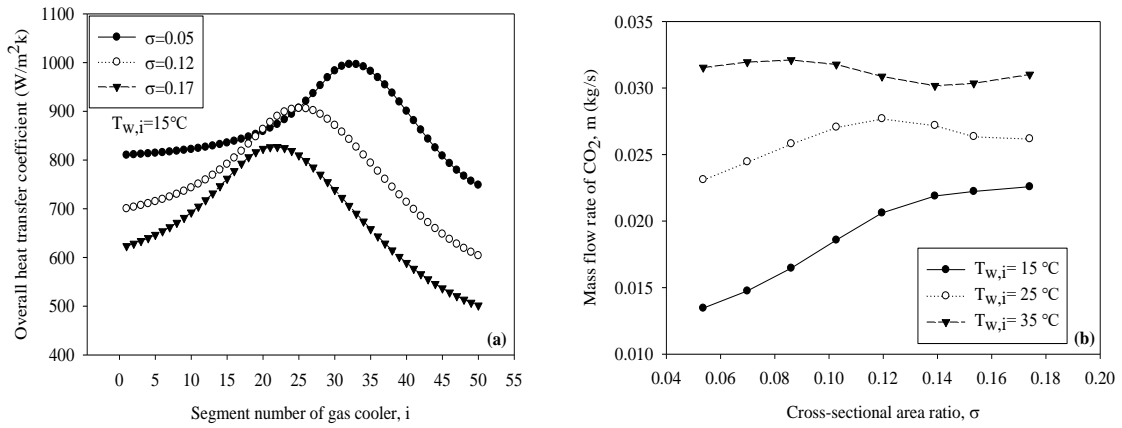 Overall heat transfer coefficient (W/m²k)
1100
1000
900
800
700
600
500
400
σ=0.05
σ=0.12
σ=0.17
T_w,i=15℃
(a)
0 5 10 15 20 25 30 35 40 45 50 55
Segment number of gas cooler, i
Mass flow rate of CO₂, m (kg/s)
0.035
0.030
0.025
0.020
0.015
0.010
T_w,i= 15 ℃
T_w,i= 25 ℃
T_w,i= 35 ℃
(b)
0.04 0.06 0.08 0.10 0.12 0.14 0.16 0.18 0.20
Cross-sectional area ratio, σ